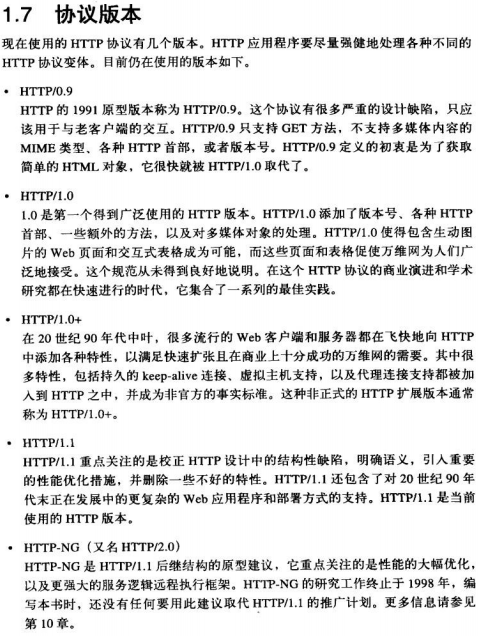 1.7 协议版本
现在使用的 HTTP 协议有几个版本。HTTP 应用程序要尽量强健地处理各种不同的
HTTP 协议变体。目前仍在使用的版本如下。
• HTTP/0.9
HTTP 的 1991 原型版本称为 HTTP/0.9。这个协议有很多严重的设计缺陷，只应
该用于与老客户端的交互。HTTP/0.9 只支持 GET 方法，不支持多媒体内容的
MIME 类型、各种 HTTP 首部，或者版本号。HTTP/0.9 定义的初衷是为了获取
简单的 HTML 对象，它很快就被 HTTP/1.0 取代了。
• HTTP/1.0
1.0 是第一个得到广泛使用的 HTTP 版本。HTTP/1.0 添加了版本号、各种 HTTP
首部、一些额外的方法，以及对多媒体对象的处理。HTTP/1.0 使得包含生动图
片的 Web 页面和交互式表格成为可能，而这些页面和表格促使万维网为人们广
泛地接受。这个规范从未得到良好地说明。在这个 HTTP 协议的商业演进和学术
研究都在快速进行的时代，它集合了一系列的最佳实践。
• HTTP/1.0+
在 20 世纪 90 年代中叶，很多流行的 Web 客户端和服务器都在飞快地向 HTTP
中添加各种特性，以满足快速扩张且在商业上十分成功的万维网的需要。其中很
多特性，包括持久的 keep-alive 连接、虚拟主机支持，以及代理连接支持都被加
入到 HTTP 之中，并成为非官方的事实标准。这种非正式的 HTTP 扩展版本通常
称为 HTTP/1.0+。
• HTTP/1.1
HTTP/1.1 重点关注的是校正 HTTP 设计中的结构性缺陷，明确语义，引入重要
的性能优化措施，并删除一些不好的特性。HTTP/1.1 还包含了对 20 世纪 90 年
代末正在发展中的更复杂的 Web 应用程序和部署方式的支持。HTTP/1.1 是当前
使用的 HTTP 版本。
• HTTP-NG（又名 HTTP/2.0）
HTTP-NG 是 HTTP/1.1 后继结构的原型建议，它重点关注的是性能的大幅优化，
以及更强大的服务逻辑远程执行框架。HTTP-NG 的研究工作终止于 1998 年，编
写本书时，还没有任何要用此建议取代 HTTP/1.1 的推广计划。更多信息请参见
第 10 章。